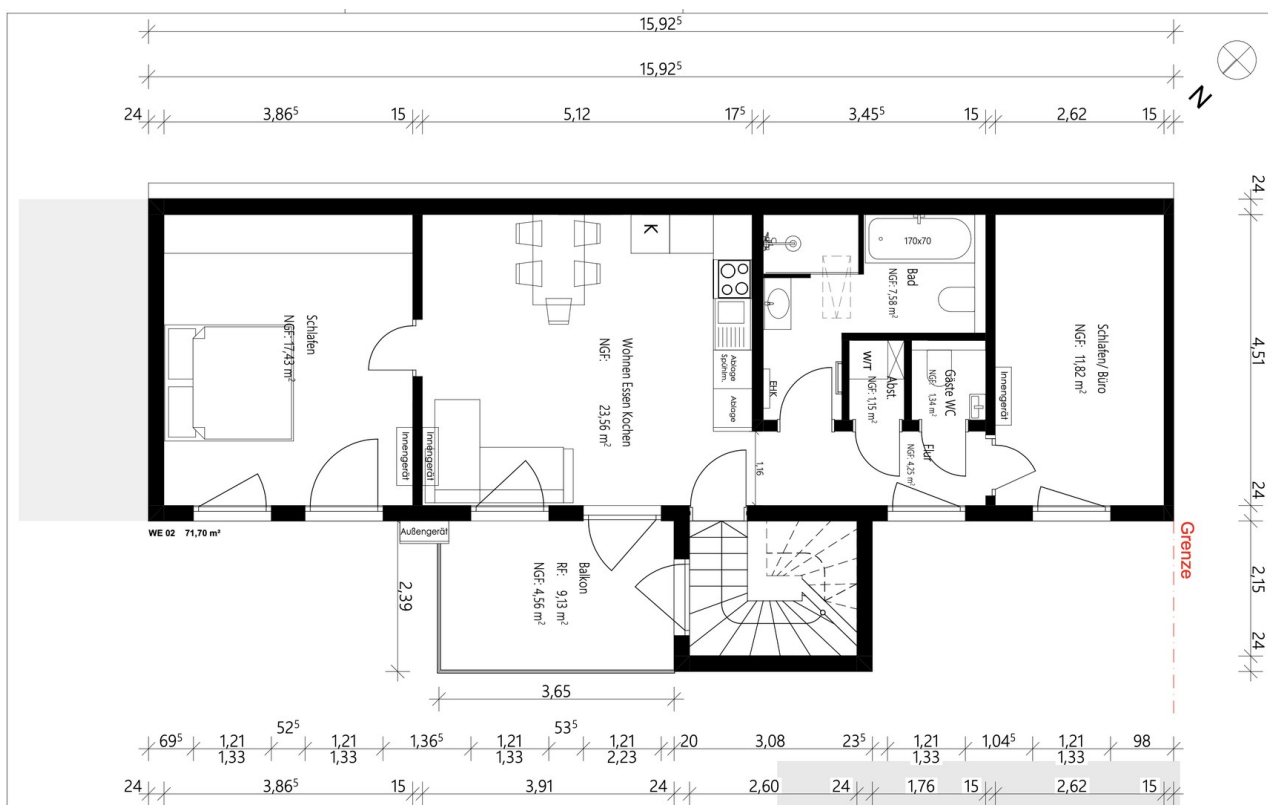 15,92⁵
15,92⁵
24 3,86⁵ 15 5,12 17⁵ 3,45⁵ 15 2,62 15
N
24
4,51
24
2,15
24
Schlafen
NGF: 17,43 m²
Innengerät
Innengerät
K
Wohnen Essen Kochen
NGF: 23,56 m²
Ablage
Spühlm.
Ablage
1,16
170x70
Bad
NGF: 7,58 m²
EHK
W/T
Abst.
NGF: 1,15 m²
Gäste WC
NGF: 1,34 m²
Flur
NGF: 4,25 m²
Innengerät
Schlafen/ Büro
NGF: 11,82 m²
WE 02 71,70 m²
Außengerät
2,39
Balkon
RF: 9,13 m²
NGF: 4,56 m²
Grenze
3,65
52⁵ 53⁵
69⁵ 1,21 1,21 1,36⁵ 1,21 1,21 20 3,08 23⁵ 1,21 1,04⁵ 1,21 98
1,33 1,33 1,33 2,23 1,33 1,33
24 3,86⁵ 15 3,91 24 2,60 24 1,76 15 2,62 15